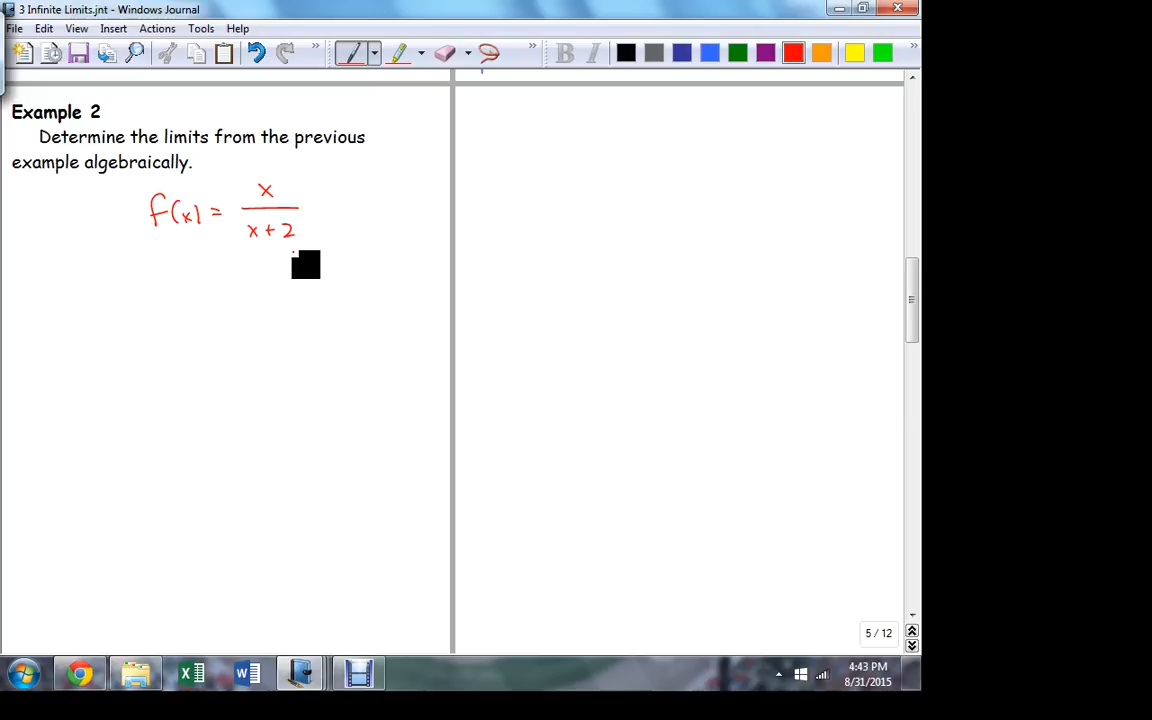 3 Infinite Limits.jnt - Windows Journal
File Edit View Insert Actions Tools Help
Example 2
Determine the limits from the previous
example algebraically.
f(x) = x / x + 2
5 / 12
4:43 PM
8/31/2015